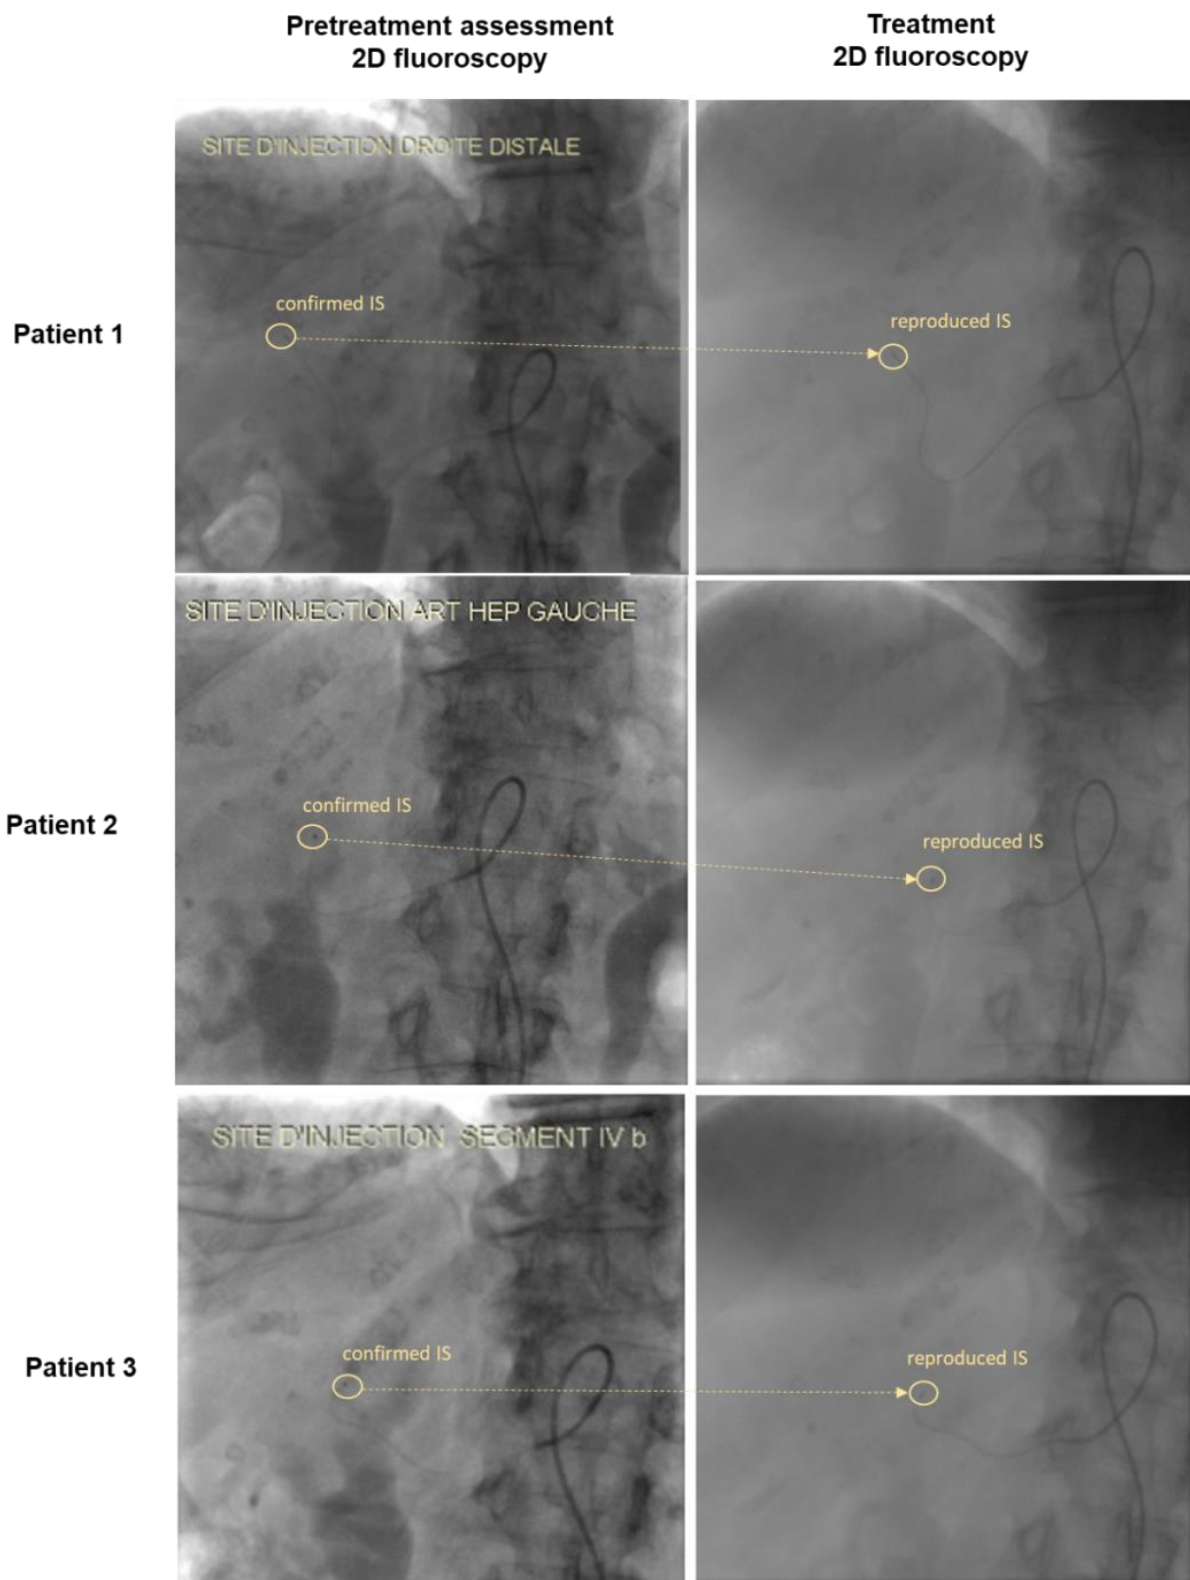 Pretreatment assessment
2D fluoroscopy
Treatment
2D fluoroscopy
Patient 1
SITE D'INJECTION DROITE DISTALE
confirmed IS
reproduced IS
Patient 2
SITE D'INJECTION ART HEP GAUCHE
confirmed IS
reproduced IS
Patient 3
SITE D'INJECTION SEGMENT IV b
confirmed IS
reproduced IS